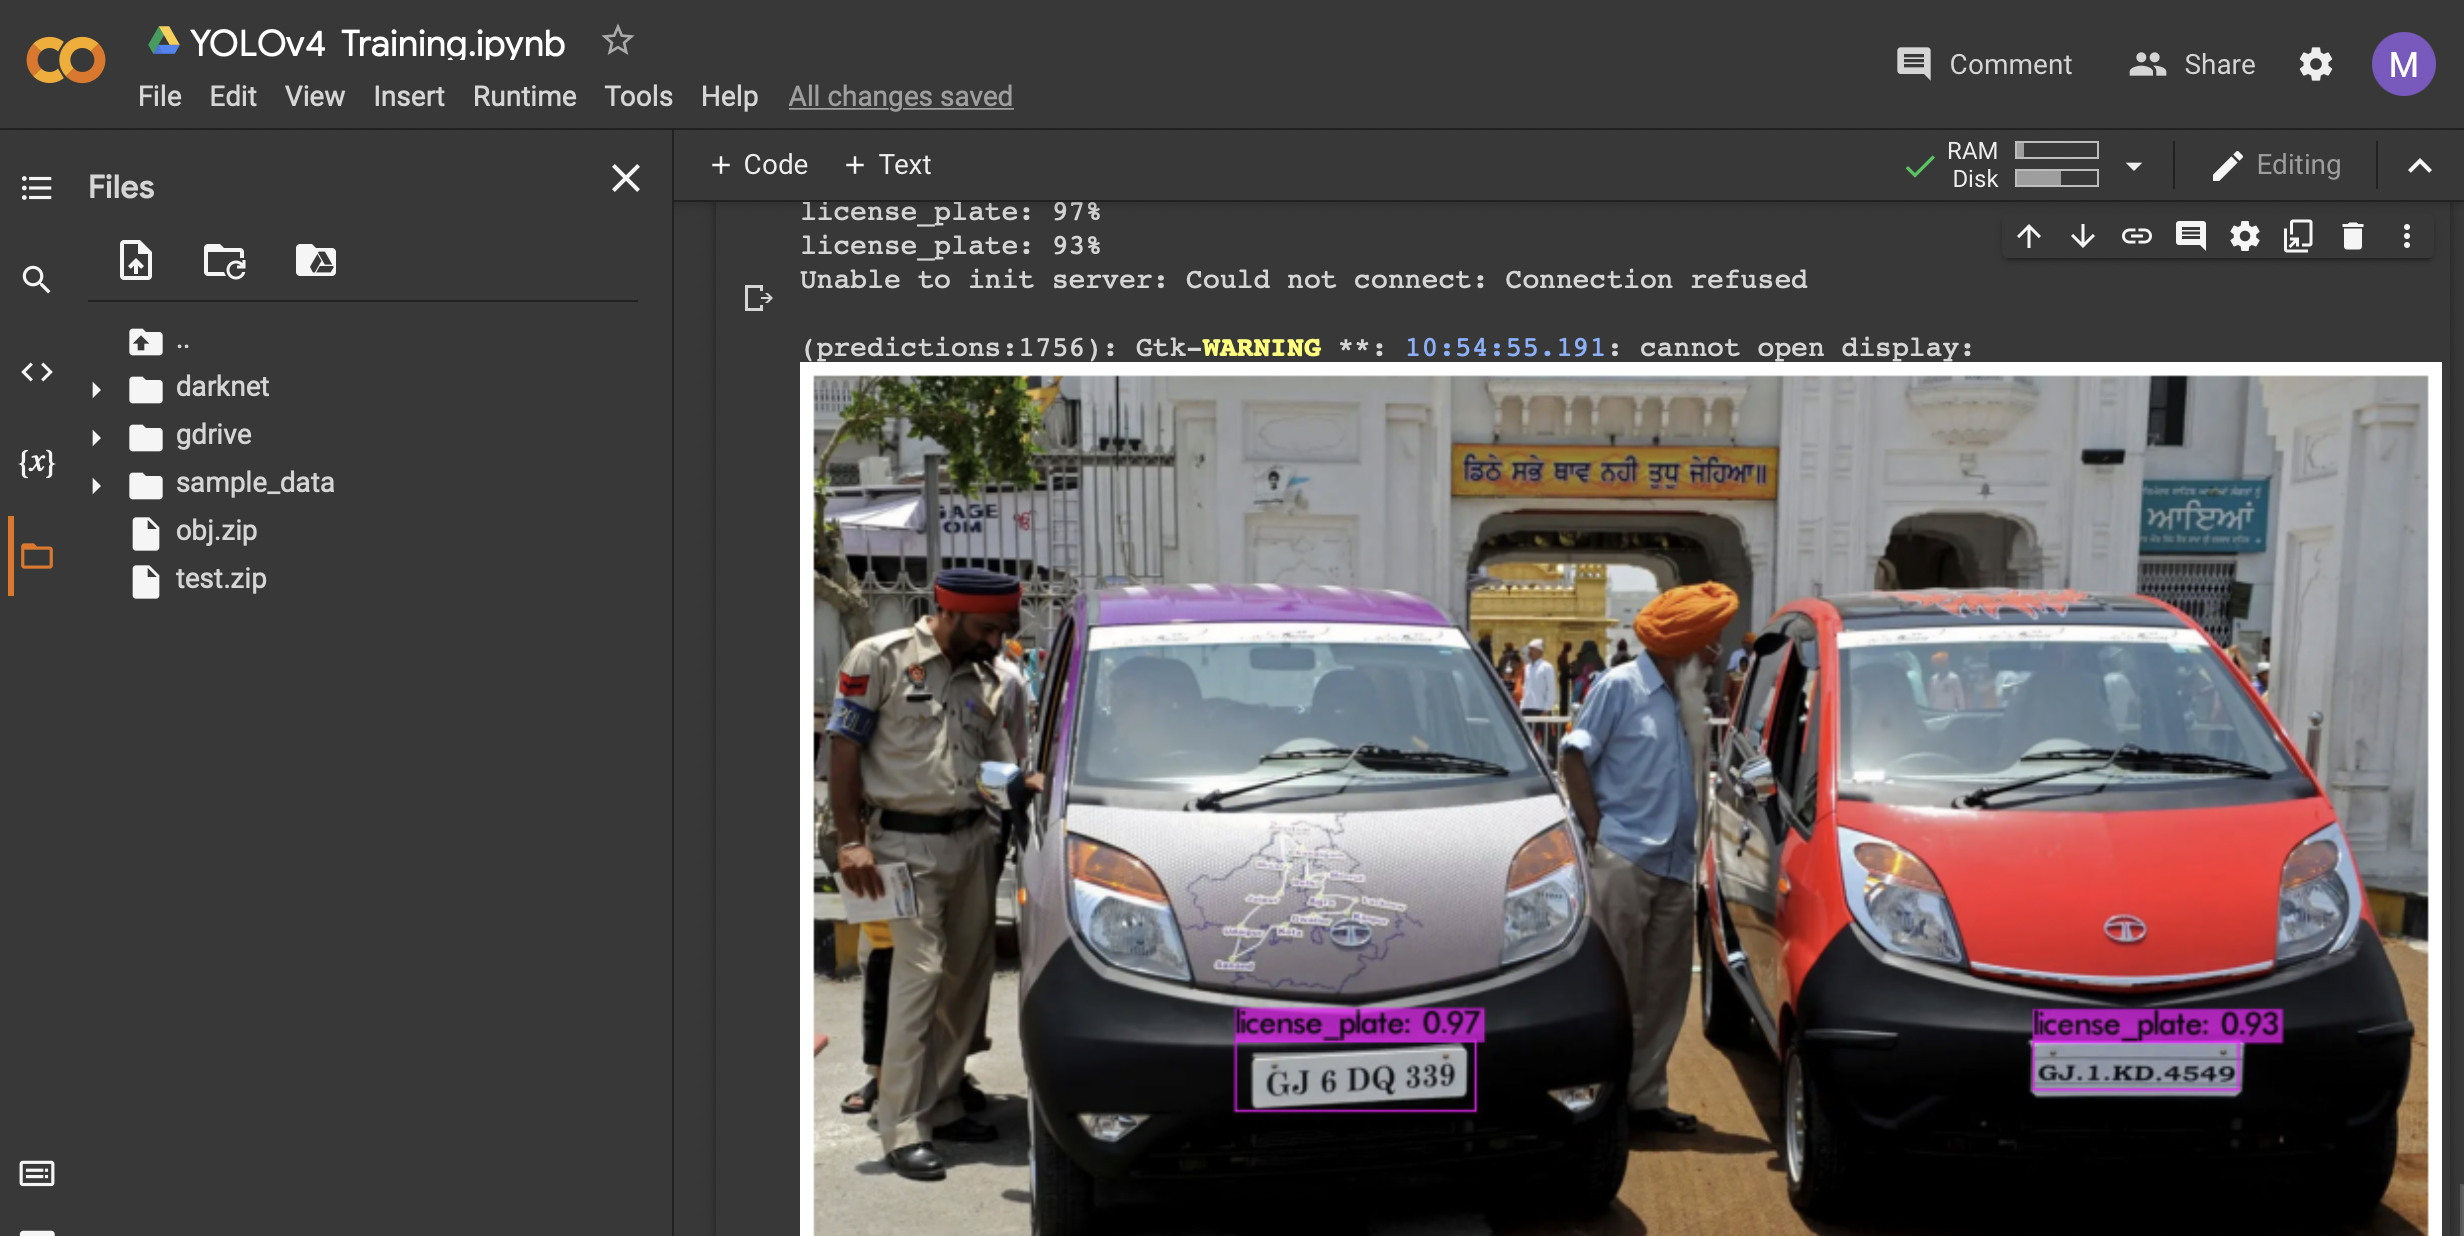 YOLOv4 Training.ipynb
File Edit View Insert Runtime Tools Help All changes saved
Comment Share M
Files
+ Code + Text
RAM
Disk
Editing
..
darknet
gdrive
sample_data
obj.zip
test.zip
{x}
license_plate: 97%
license_plate: 93%
Unable to init server: Could not connect: Connection refused
(predictions:1756): Gtk-WARNING **: 10:54:55.191: cannot open display:
ਡਿਠੇ ਸਭੇ ਥਾਵ ਨਹੀ ਤੁਧੁ ਜੇਹਿਆ॥
ਆਇਆਂ
license_plate: 0.97
GJ 6 DQ 339
license_plate: 0.93
GJ.1.KD.4549